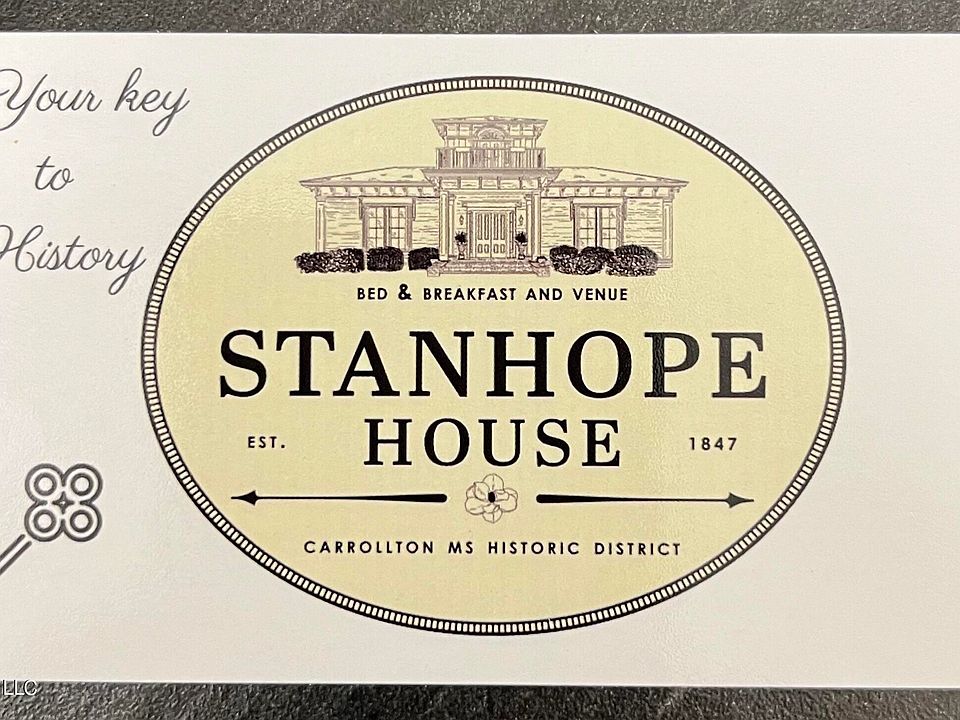 Your key
to
History
BED & BREAKFAST AND VENUE
STANHOPE
HOUSE
EST. 1847
CARROLLTON MS HISTORIC DISTRICT
LLC